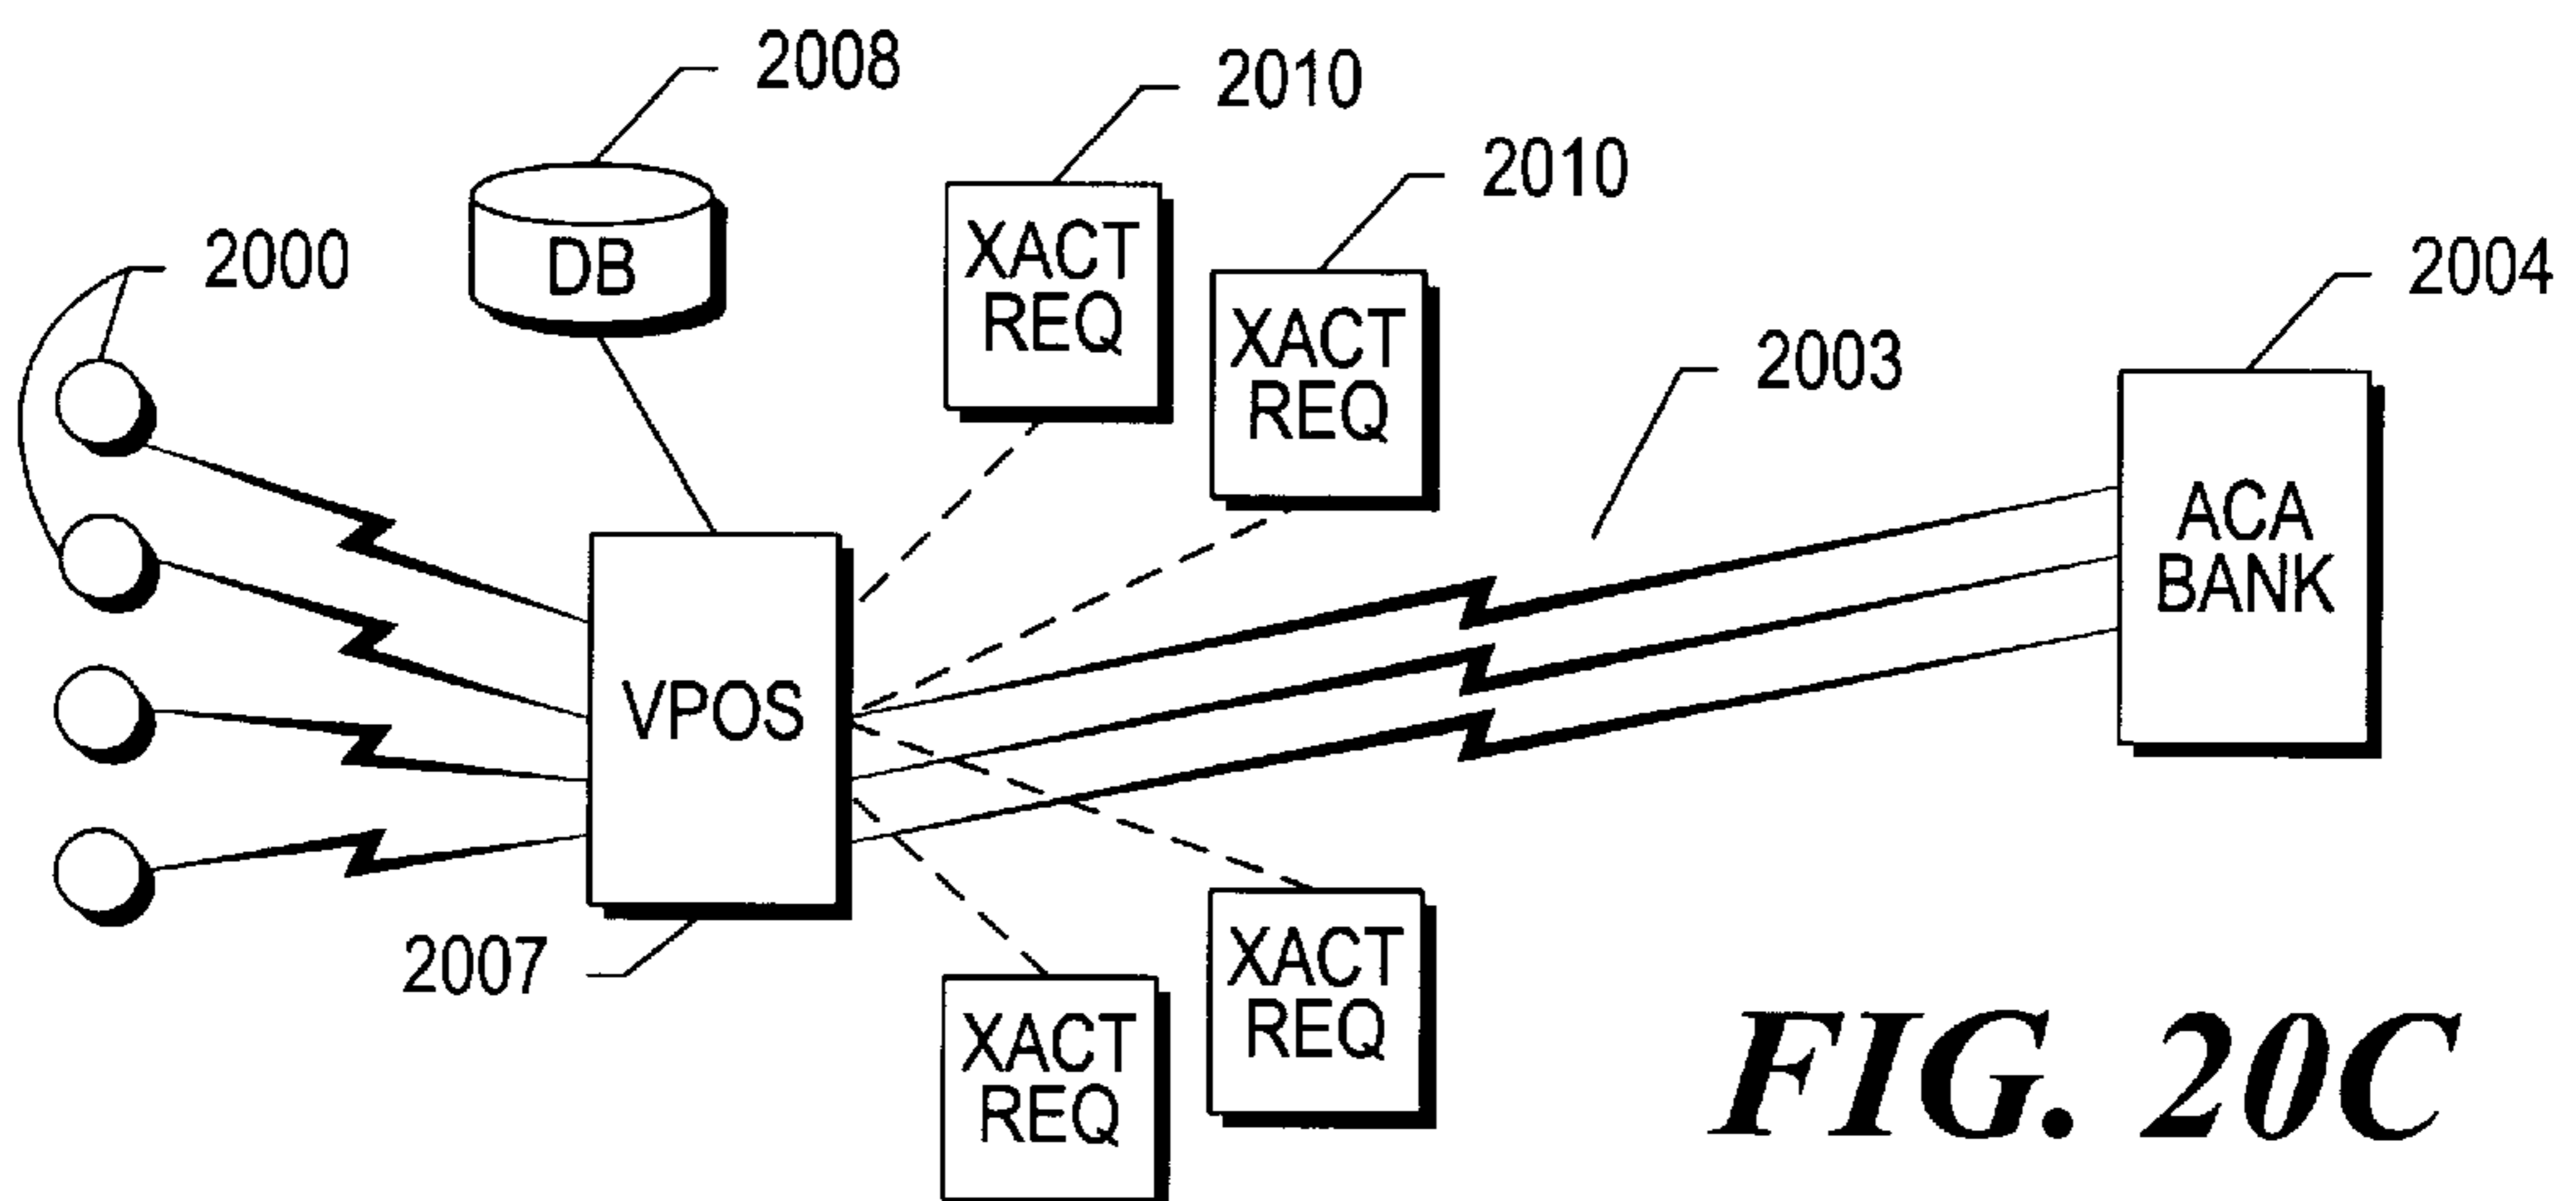 2008
2010
2010
2000
DB
XACT
REQ
XACT
REQ
2003
2004
ACA
BANK
VPOS
2007
XACT
REQ
XACT
REQ
FIG. 20C